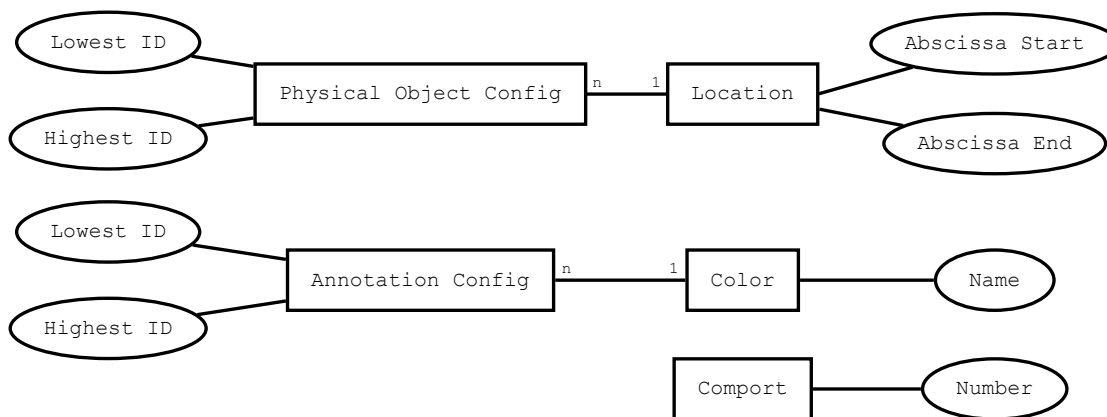 Lowest ID
Abscissa Start
Physical Object Config
n
1
Location
Highest ID
Abscissa End
Lowest ID
Annotation Config
n
1
Color
Name
Highest ID
Comport
Number